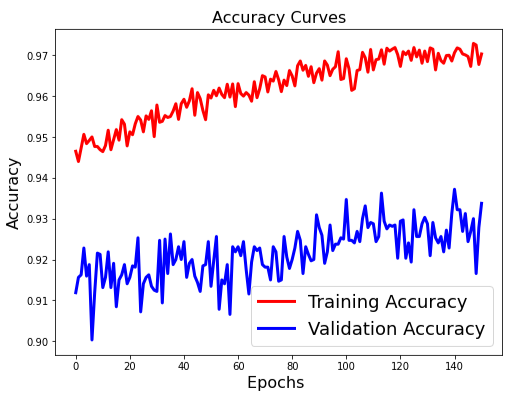 Accuracy Curves
Accuracy
0.97
0.96
0.95
0.94
0.93
0.92
0.91
0.90
Training Accuracy
Validation Accuracy
0 20 40 60 80 100 120 140
Epochs